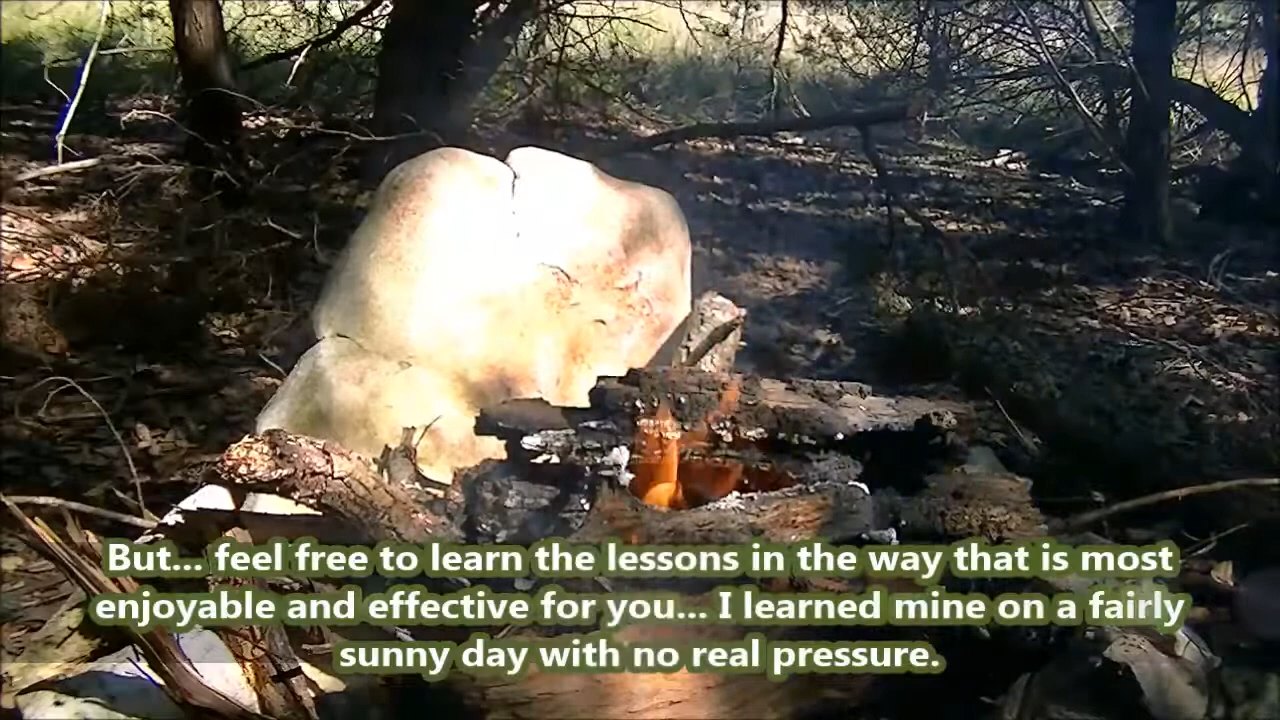 But... feel free to learn the lessons in the way that is most
enjoyable and effective for you... I learned mine on a fairly
sunny day with no real pressure.